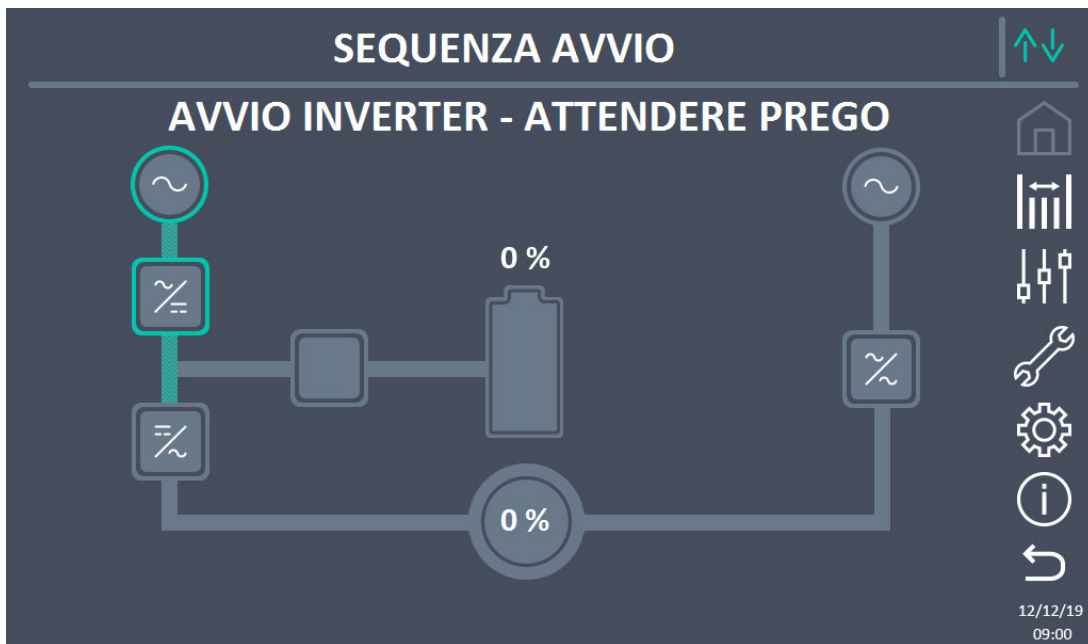 SEQUENZA AVVIO
AVVIO INVERTER - ATTENDERE PREGO
0 %
0 %
12/12/19
09:00